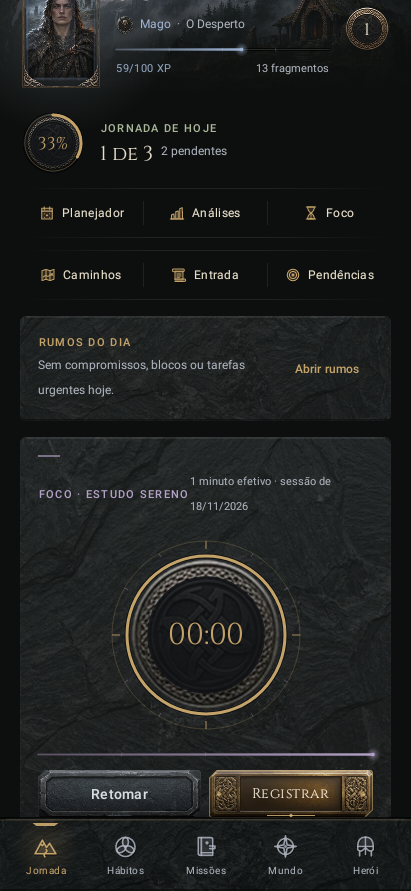 Mago · O Desperto
1
59/100 XP 13 fragmentos
33%
JORNADA DE HOJE
1 DE 3 2 pendentes
Planejador Análises Foco
Caminhos Entrada Pendências
RUMOS DO DIA
Sem compromissos, blocos ou tarefas
urgentes hoje.
Abrir rumos
FOCO · ESTUDO SERENO
1 minuto efetivo · sessão de
18/11/2026
00:00
Retomar REGISTRAR
Jornada Hábitos Missões Mundo Herói